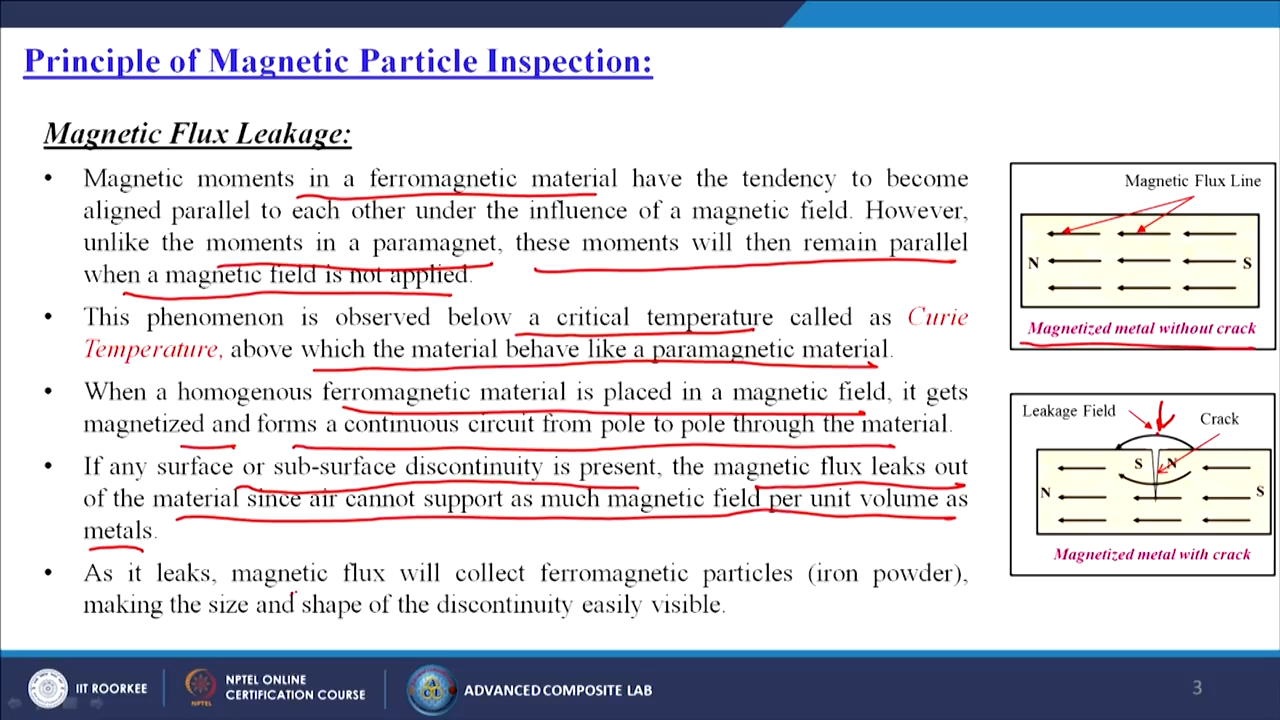 Principle of Magnetic Particle Inspection:
Magnetic Flux Leakage:
• Magnetic moments in a ferromagnetic material have the tendency to become
aligned parallel to each other under the influence of a magnetic field. However,
unlike the moments in a paramagnet, these moments will then remain parallel
when a magnetic field is not applied.
• This phenomenon is observed below a critical temperature called as Curie
Temperature, above which the material behave like a paramagnetic material.
• When a homogenous ferromagnetic material is placed in a magnetic field, it gets
magnetized and forms a continuous circuit from pole to pole through the material.
• If any surface or sub-surface discontinuity is present, the magnetic flux leaks out
of the material since air cannot support as much magnetic field per unit volume as
metals.
• As it leaks, magnetic flux will collect ferromagnetic particles (iron powder),
making the size and shape of the discontinuity easily visible.
Magnetic Flux Line
N S
Magnetized metal without crack
Leakage Field
Crack
S N
N S
Magnetized metal with crack
IIT ROORKEE
NPTEL
NPTEL ONLINE
CERTIFICATION COURSE
ACL
ADVANCED COMPOSITE LAB
3